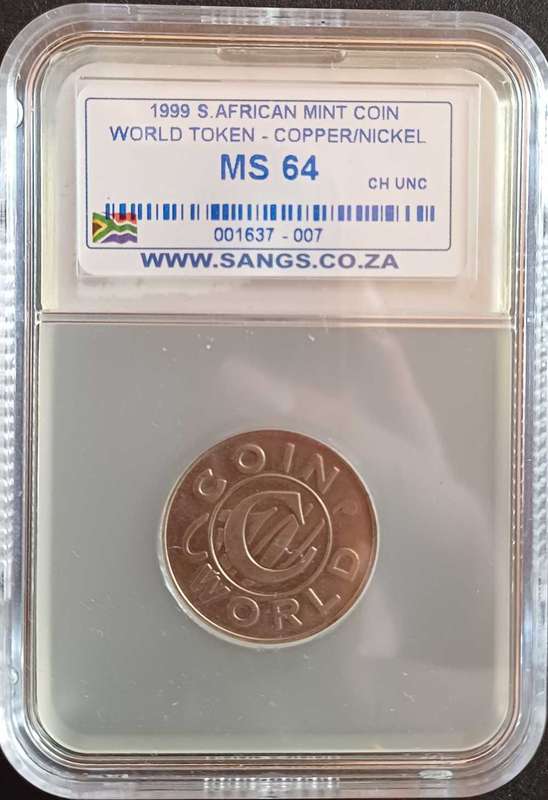 1999 S.AFRICAN MINT COIN
WORLD TOKEN - COPPER/NICKEL
MS 64
CH UNC
001637 - 007
WWW.SANGS.CO.ZA
COIN
C
WORLD